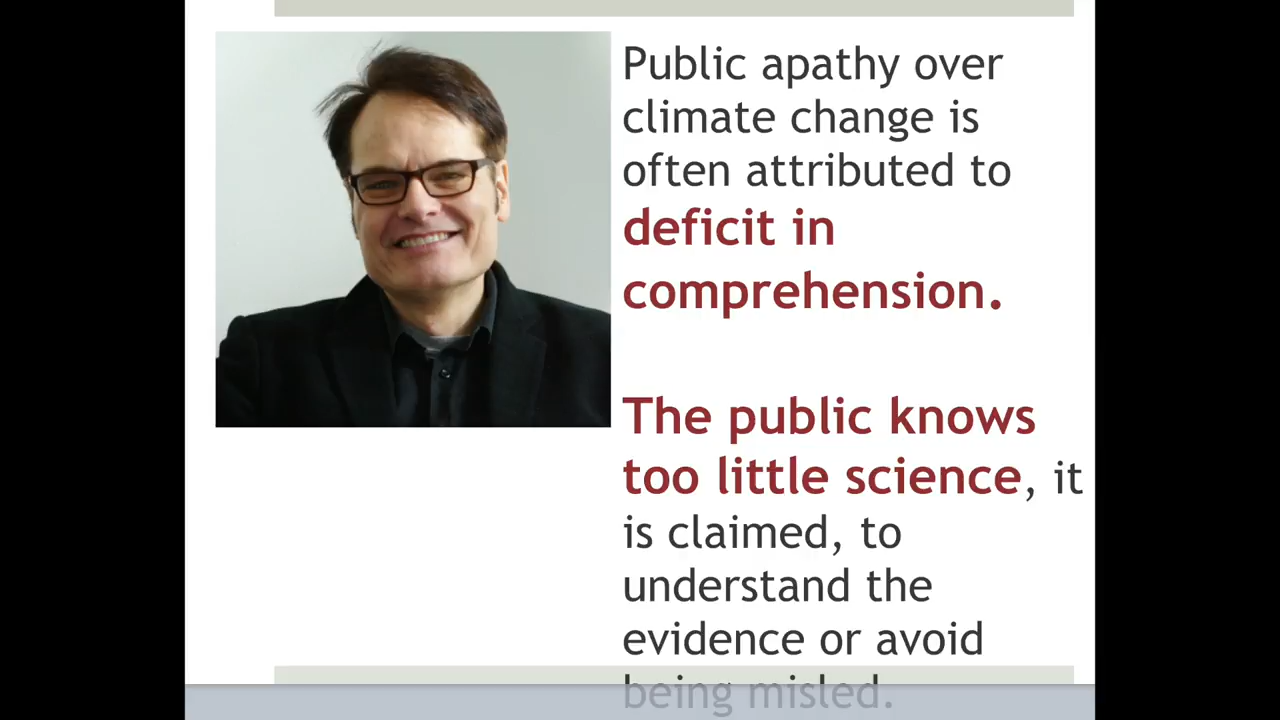 Public apathy over
climate change is
often attributed to
deficit in
comprehension.
The public knows
too little science, it
is claimed, to
understand the
evidence or avoid
being misled.